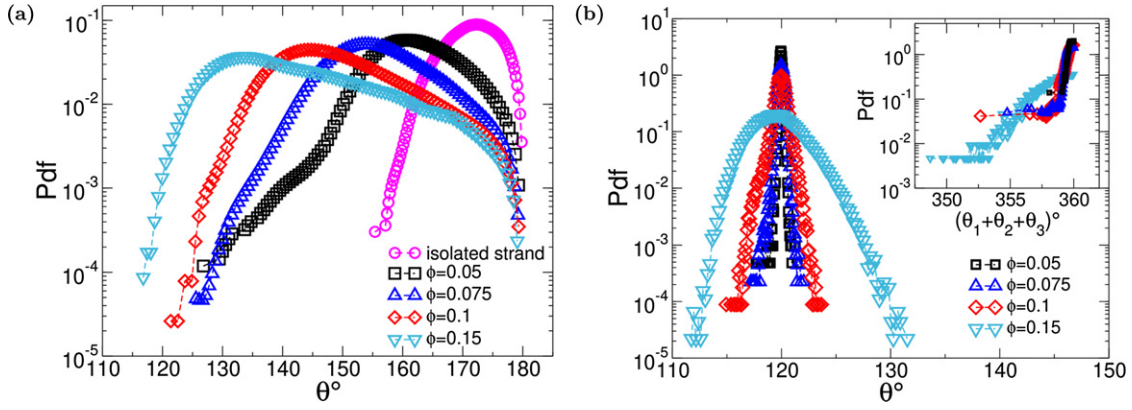 (a)
Pdf
10⁻¹
10⁻²
10⁻³
10⁻⁴
10⁻⁵
110 120 130 140 150 160 170 180 190
θ°
isolated strand
ϕ=0.05
ϕ=0.075
ϕ=0.1
ϕ=0.15
(b)
Pdf
10¹
10⁰
10⁻¹
10⁻²
10⁻³
10⁻⁴
10⁻⁵
110 120 130 140 150
θ°
Pdf
10⁰
10⁻¹
10⁻²
10⁻³
350 355 360
(θ₁+θ₂+θ₃)°
ϕ=0.05
ϕ=0.075
ϕ=0.1
ϕ=0.15